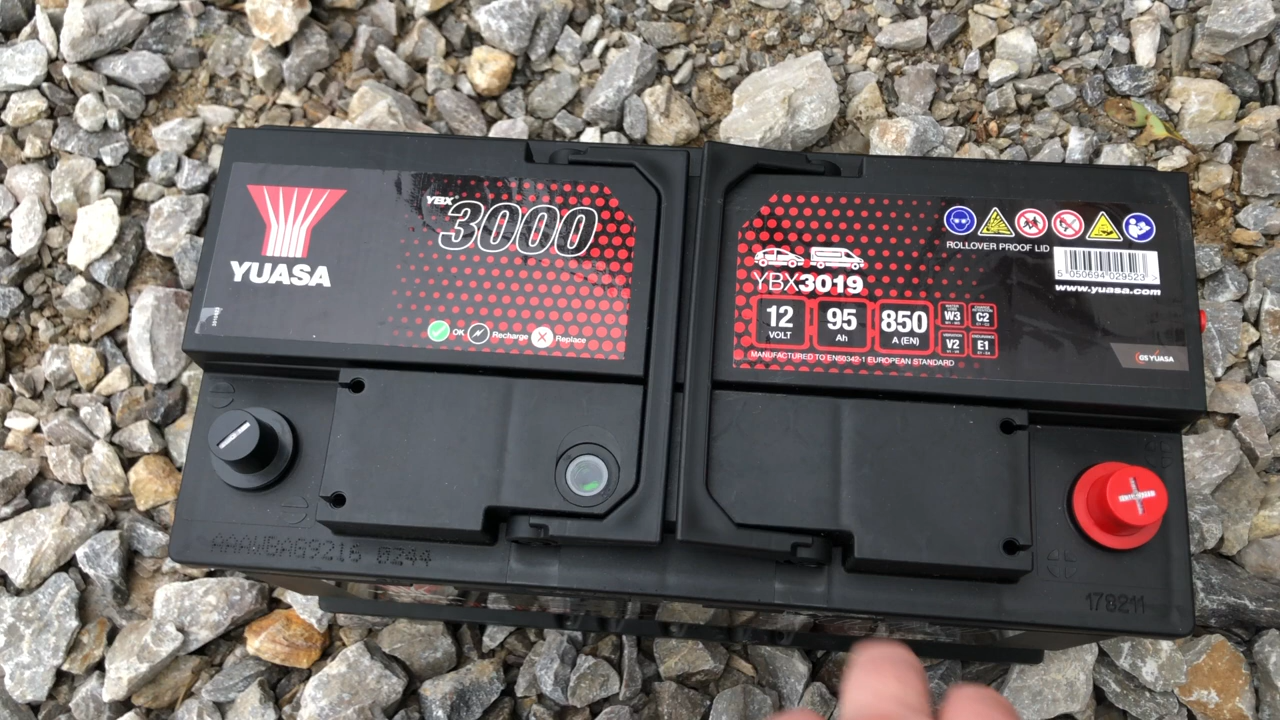 YUASA
YBX
3000
OK Recharge Replace
ROLLOVER PROOF LID
5 050694 029523 >
www.yuasa.com
YBX3019
12
VOLT
95
Ah
850
A (EN)
W3
C2
V2
E1
MANUFACTURED TO EN50342-1 EUROPEAN STANDARD
GS YUASA
AAAWBAG9216 0244
178211